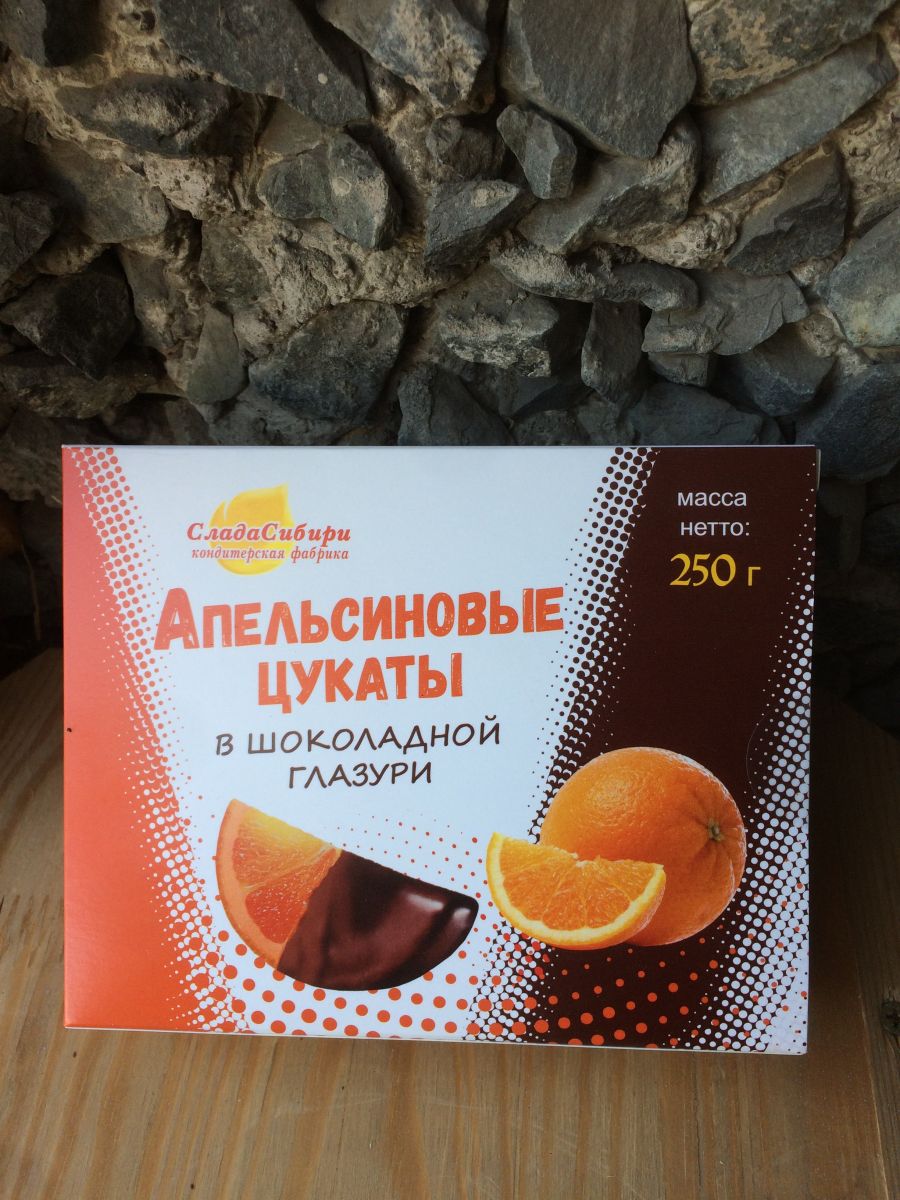 СладаСибири
кондитерская фабрика
Апельсиновые
цукаты
в шоколадной
глазури
масса
нетто:
250 г